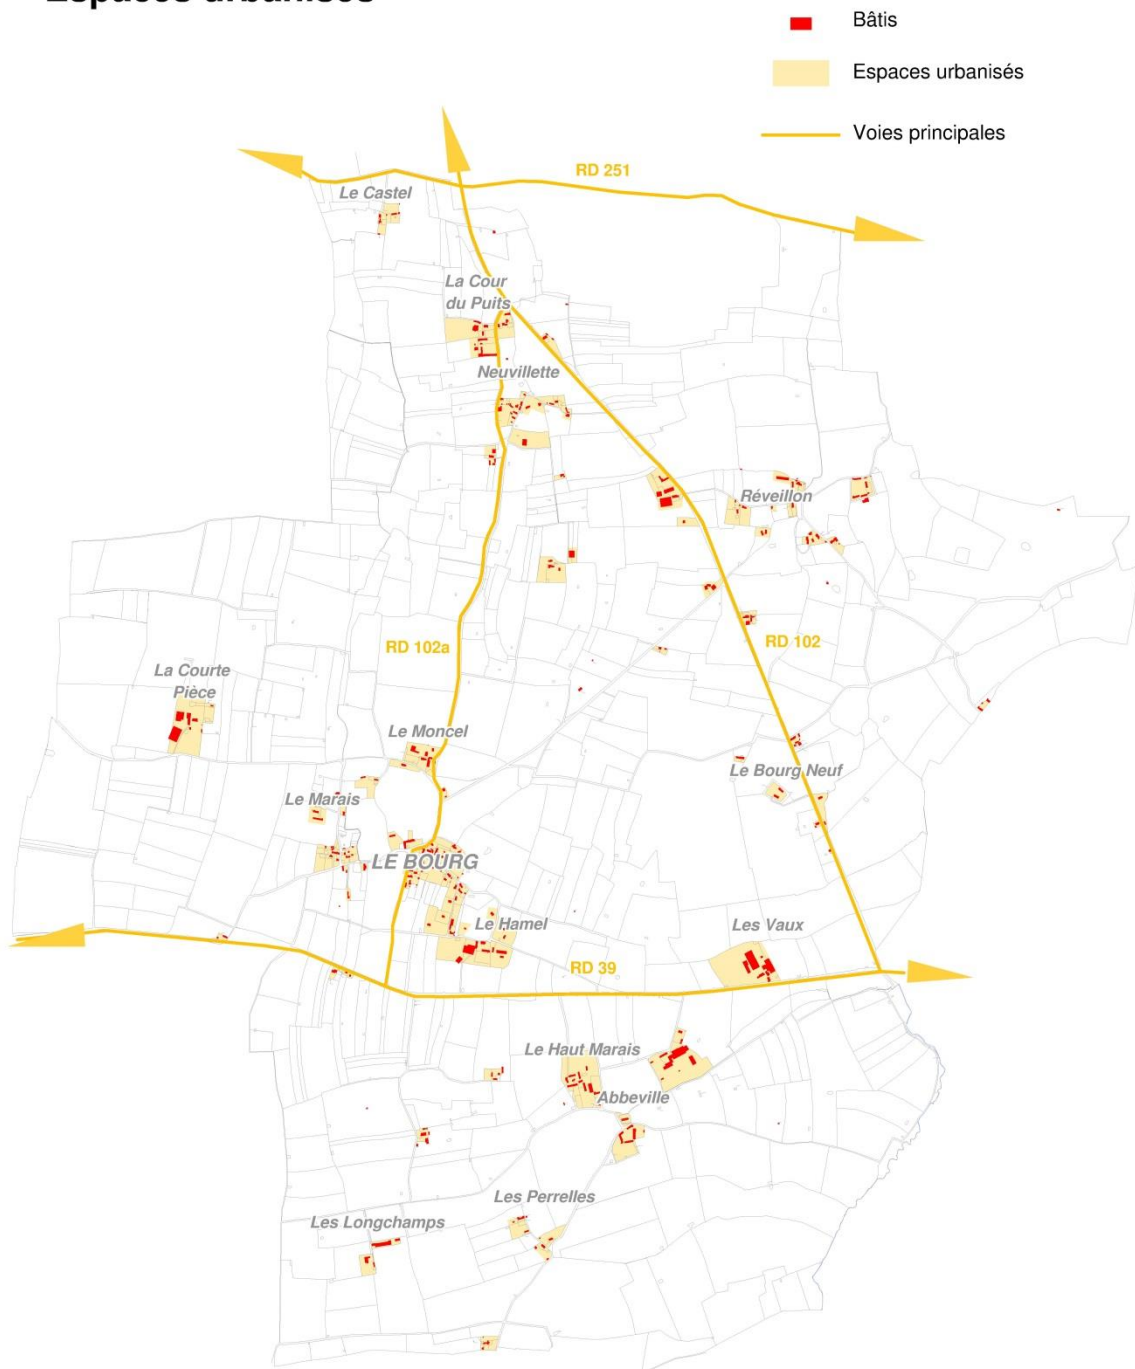 Espaces urbanisés
Bâtis
Espaces urbanisés
Voies principales
RD 251
Le Castel
La Cour
du Puits
Neuvillette
Réveillon
RD 102a
RD 102
La Courte
Pièce
Le Moncel
Le Bourg Neuf
Le Marais
LE BOURG
Le Hamel
Les Vaux
RD 39
Le Haut Marais
Abbeville
Les Perrelles
Les Longchamps